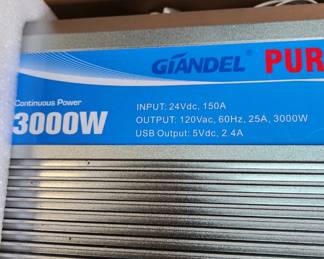 GIANDEL PUR
Continuous Power
3000W
INPUT: 24Vdc, 150A
OUTPUT: 120Vac, 60Hz, 25A, 3000W
USB Output: 5Vdc, 2.4A